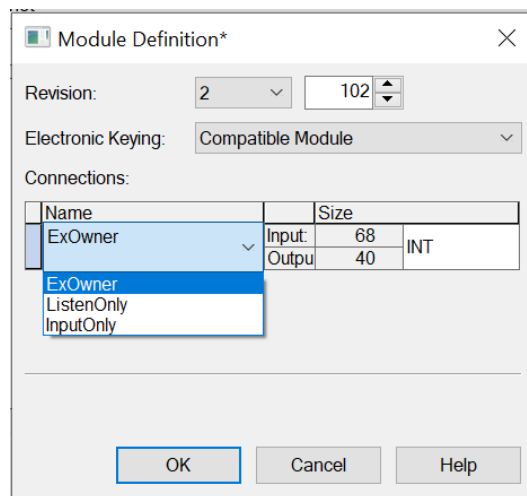 Module Definition*
Revision: 2 102
Electronic Keying: Compatible Module
Connections:
Name Size
ExOwner Input: 68 INT
Outpu 40
ExOwner
ListenOnly
InputOnly
OK Cancel Help